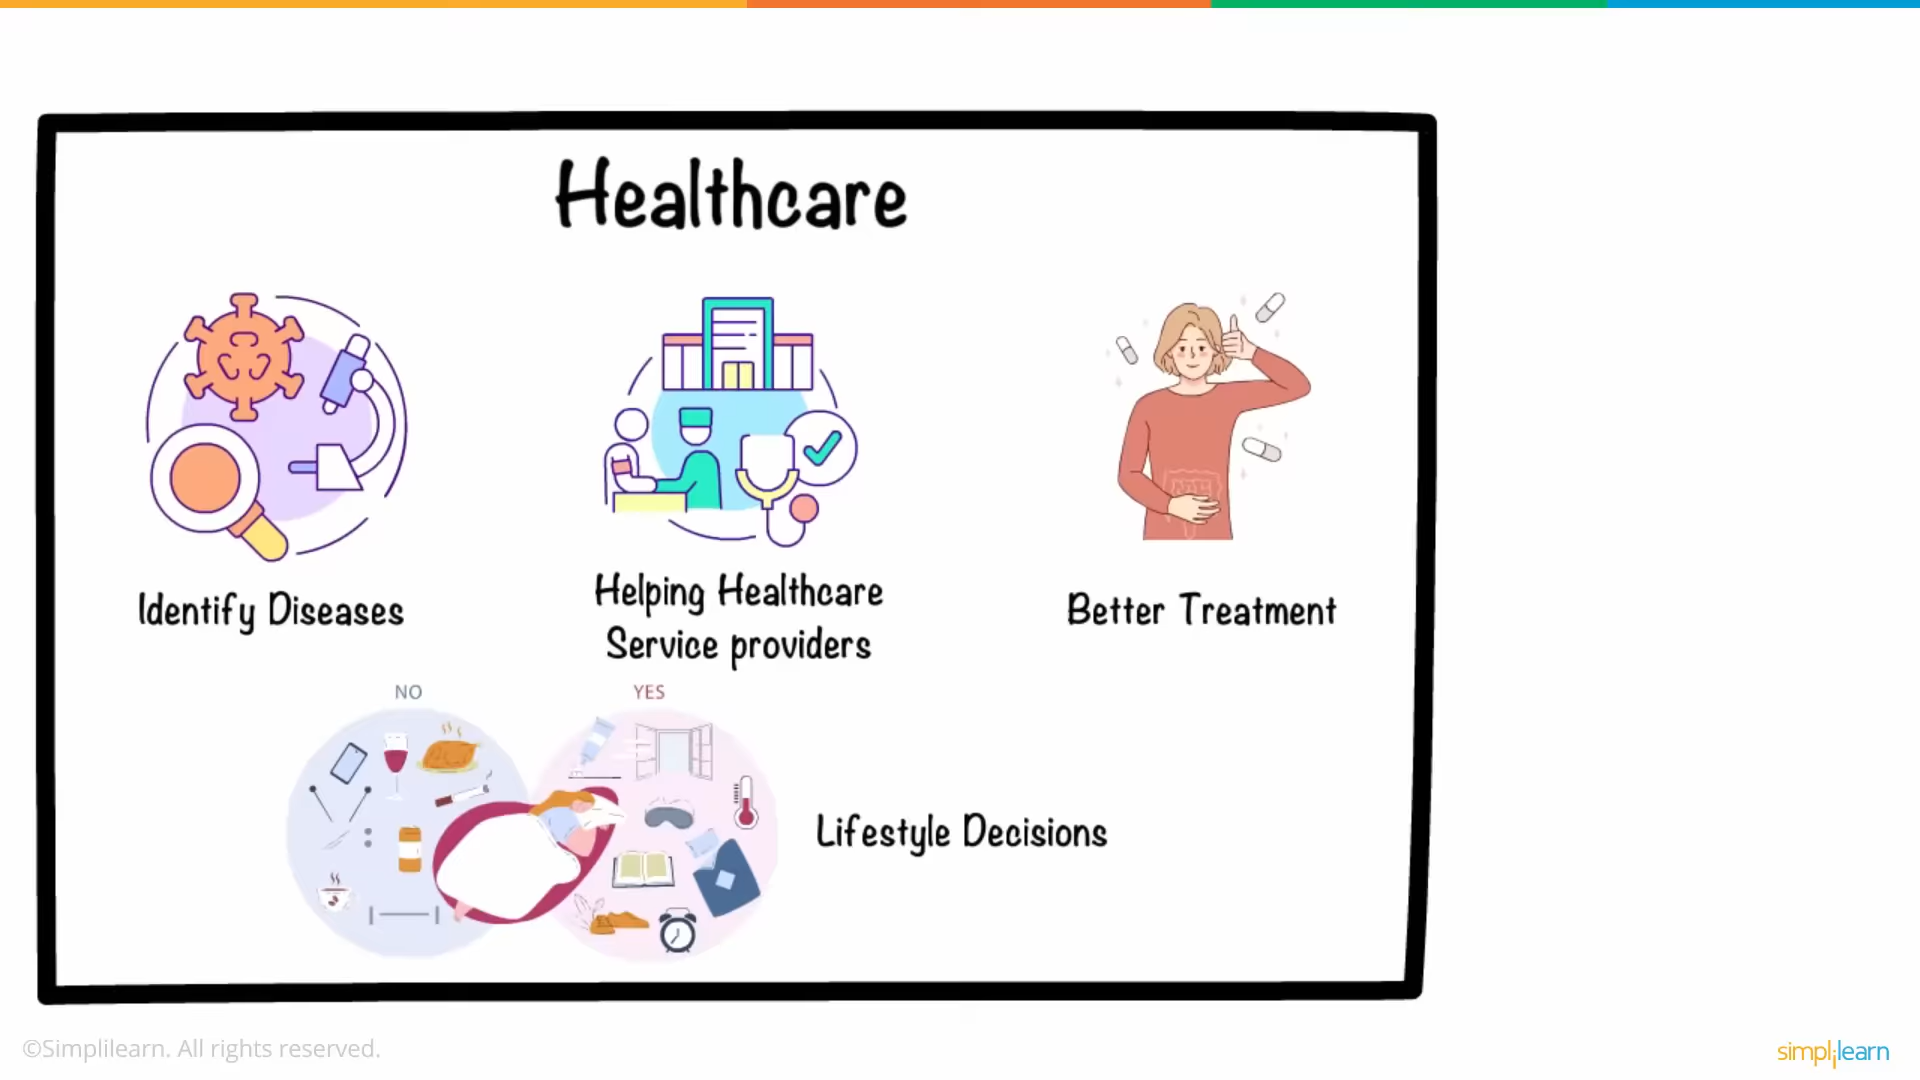 Healthcare
Identify Diseases
Helping Healthcare
Service providers
Better Treatment
NO
YES
Lifestyle Decisions
©Simplilearn. All rights reserved.
simplilearn